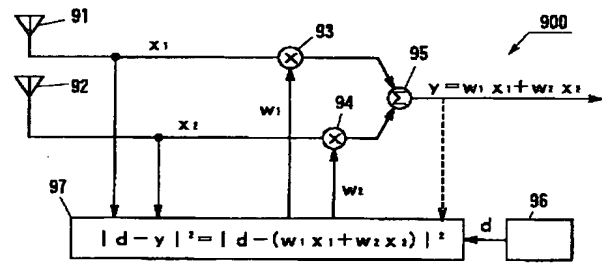 91
x₁
93
95
900
92
x₂
w₁
94
w₂
y=w₁ x₁+w₂ x₂
97
| d−y |²=| d−(w₁ x₁+w₂ x₂) |²
d
96